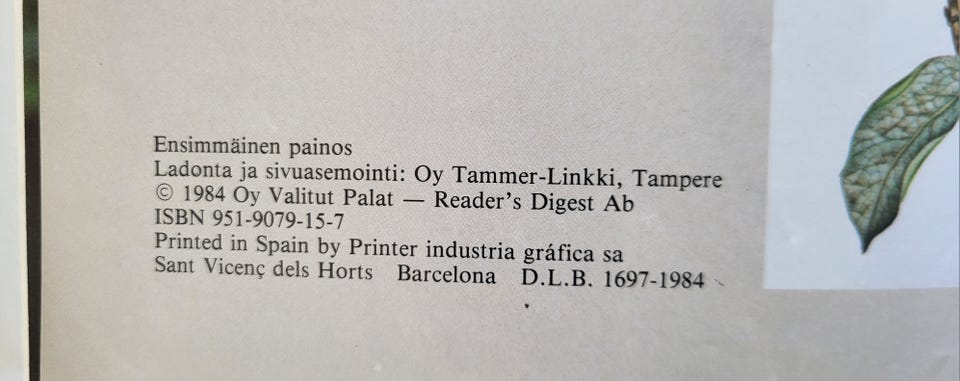 Ensimmäinen painos
Ladonta ja sivuasemointi: Oy Tammer-Linkki, Tampere
© 1984 Oy Valitut Palat — Reader's Digest Ab
ISBN 951-9079-15-7
Printed in Spain by Printer industria gráfica sa
Sant Vicenç dels Horts Barcelona D.L.B. 1697-1984